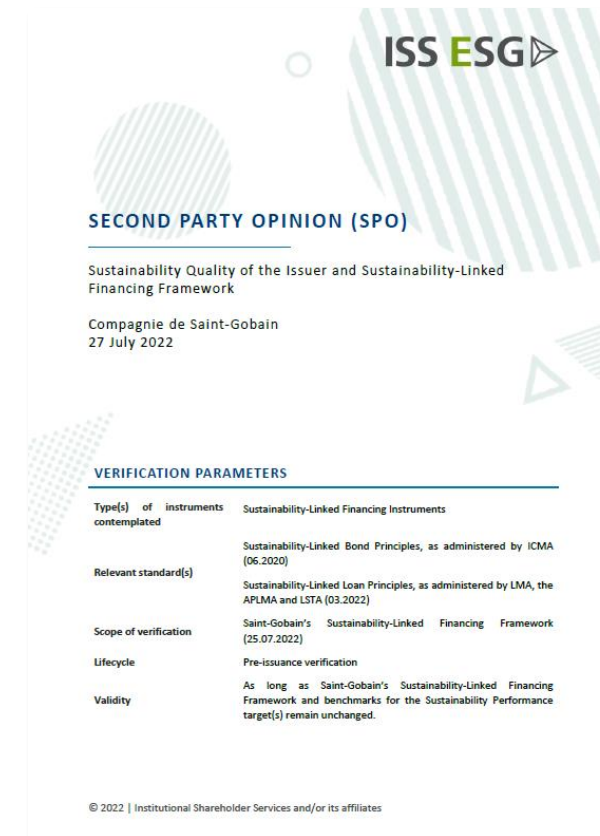 ISS ESG
SECOND PARTY OPINION (SPO)
Sustainability Quality of the Issuer and Sustainability-Linked
Financing Framework
Compagnie de Saint-Gobain
27 July 2022
VERIFICATION PARAMETERS
Type(s) of instruments
contemplated
Sustainability-Linked Financing Instruments
Relevant standard(s)
Sustainability-Linked Bond Principles, as administered by ICMA
(06.2020)
Sustainability-Linked Loan Principles, as administered by LMA, the
APLMA and LSTA (03.2022)
Scope of verification
Saint-Gobain's Sustainability-Linked Financing Framework
(25.07.2022)
Lifecycle
Pre-issuance verification
Validity
As long as Saint-Gobain's Sustainability-Linked Financing
Framework and benchmarks for the Sustainability Performance
target(s) remain unchanged.
© 2022 | Institutional Shareholder Services and/or its affiliates